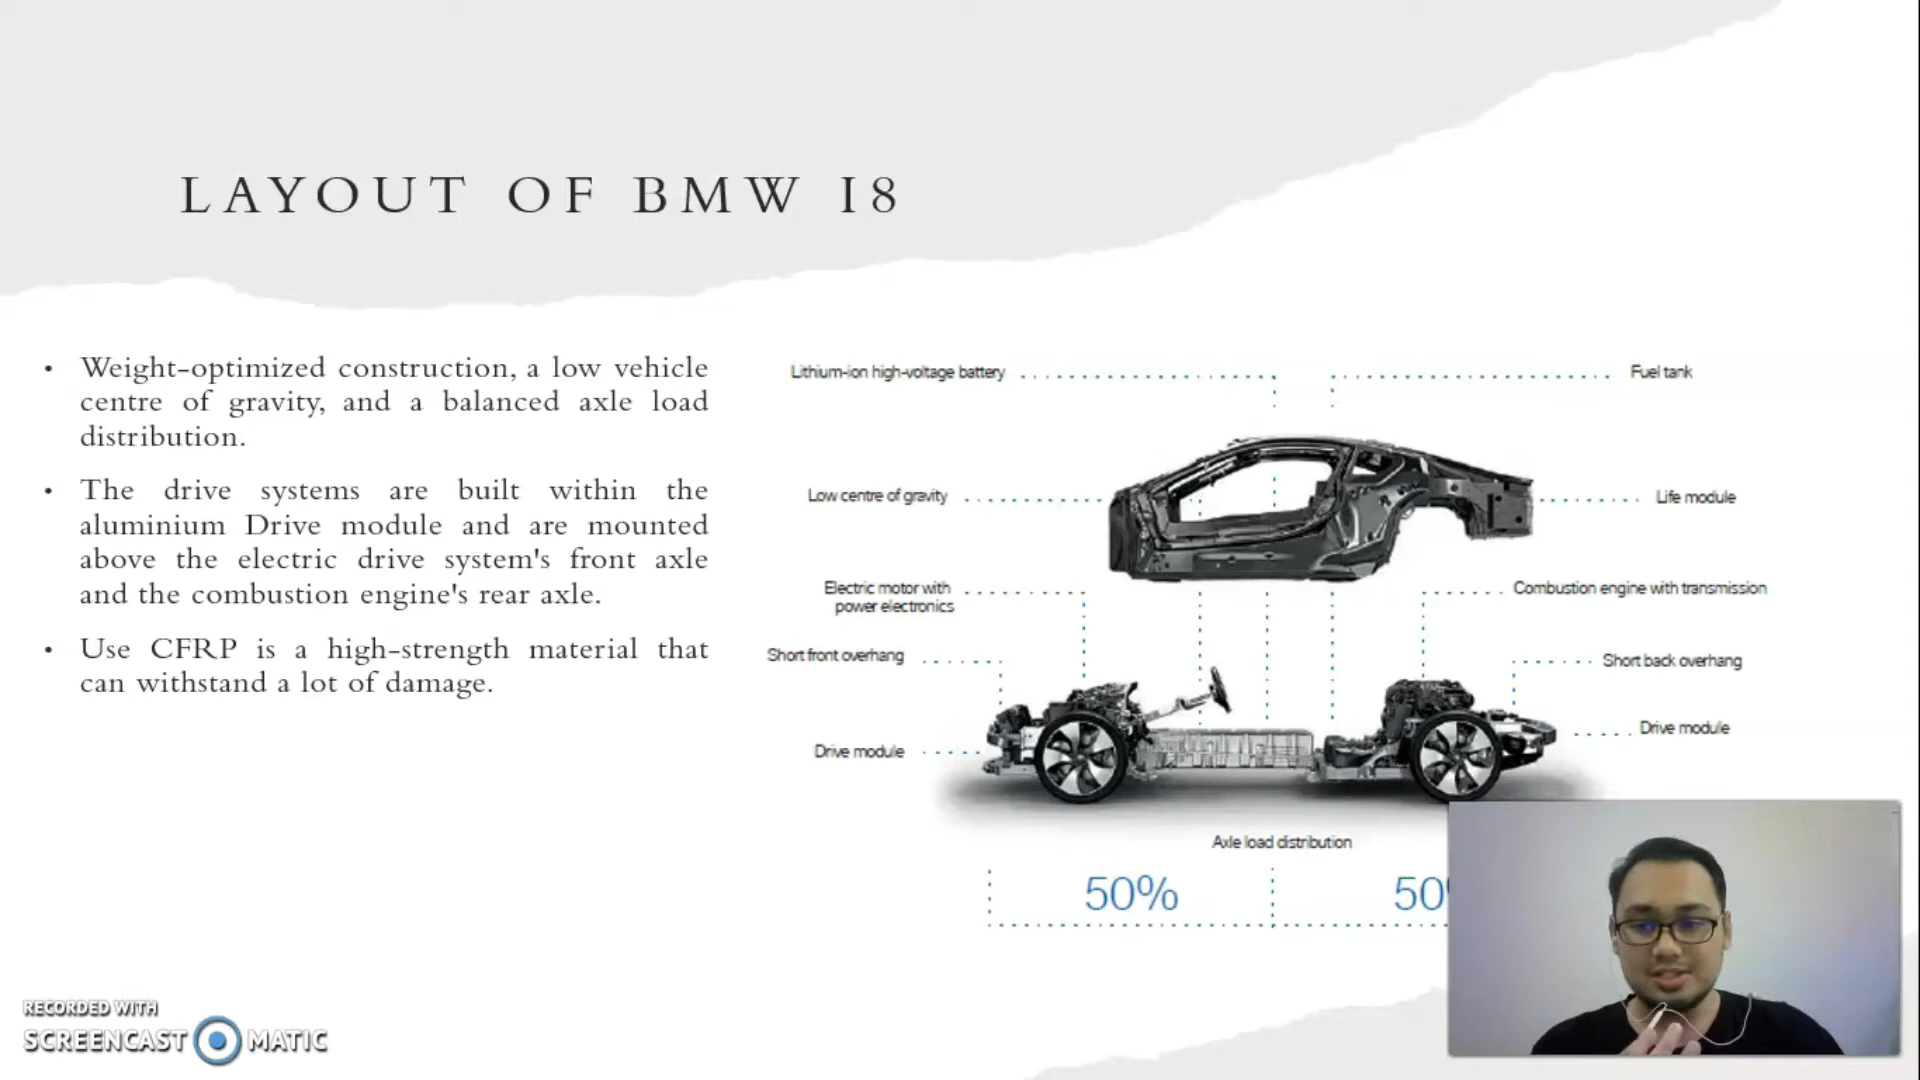 LAYOUT OF BMW I8
• Weight-optimized construction, a low vehicle
centre of gravity, and a balanced axle load
distribution.
• The drive systems are built within the
aluminium Drive module and are mounted
above the electric drive system's front axle
and the combustion engine's rear axle.
• Use CFRP is a high-strength material that
can withstand a lot of damage.
Lithium-ion high-voltage battery
Fuel tank
Low centre of gravity
Life module
Electric motor with
power electronics
Combustion engine with transmission
Short front overhang
Short back overhang
Drive module
Drive module
Axle load distribution
50%
50
RECORDED WITH
SCREENCAST MATIC